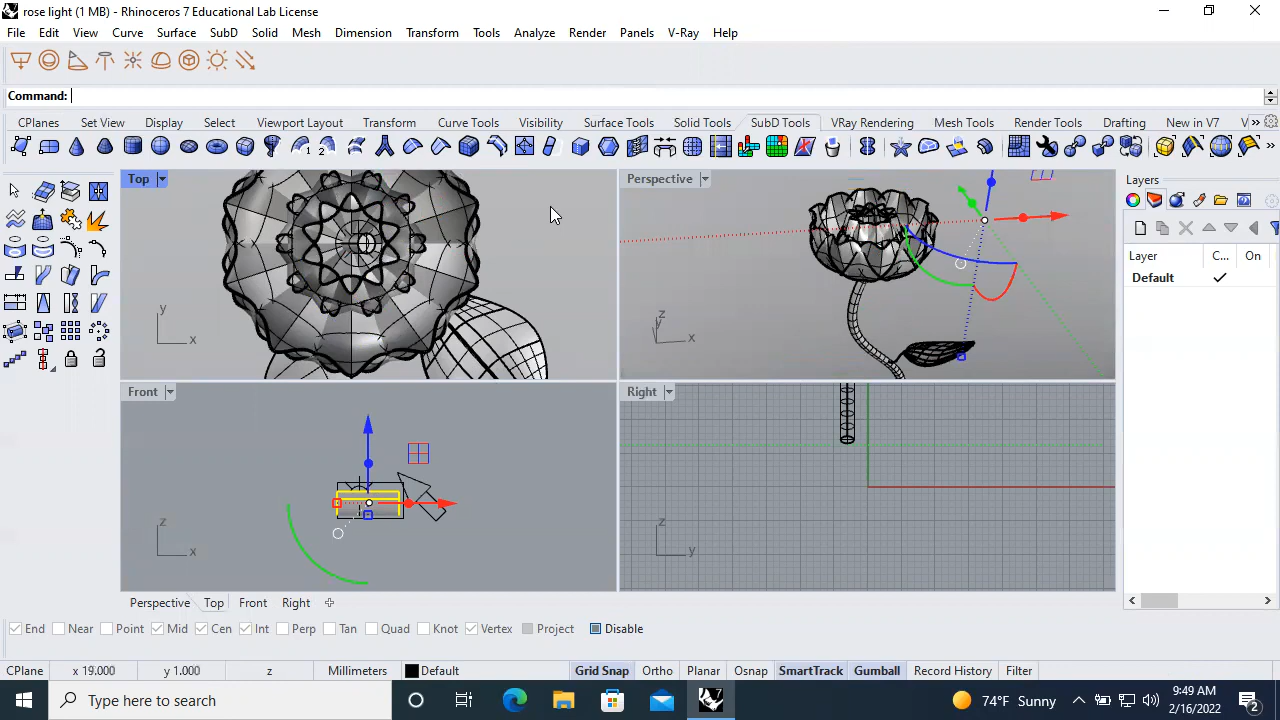 rose light (1 MB) - Rhinoceros 7 Educational Lab License
File Edit View Curve Surface SubD Solid Mesh Dimension Transform Tools Analyze Render Panels V-Ray Help
Command:
CPlanes Set View Display Select Viewport Layout Transform Curve Tools Visibility Surface Tools Solid Tools SubD Tools VRay Rendering Mesh Tools Render Tools Drafting New in V7 V »
Top
Perspective
Layers
Layer C... On
Default ✓
y
x
z
y
x
Front
Right
z
x
z
y
Perspective Top Front Right
End Near Point Mid Cen Int Perp Tan Quad Knot Vertex Project Disable
CPlane x 19.000 y 1.000 z Millimeters Default Grid Snap Ortho Planar Osnap SmartTrack Gumball Record History Filter
Type here to search
74°F Sunny
9:49 AM
2/16/2022
2